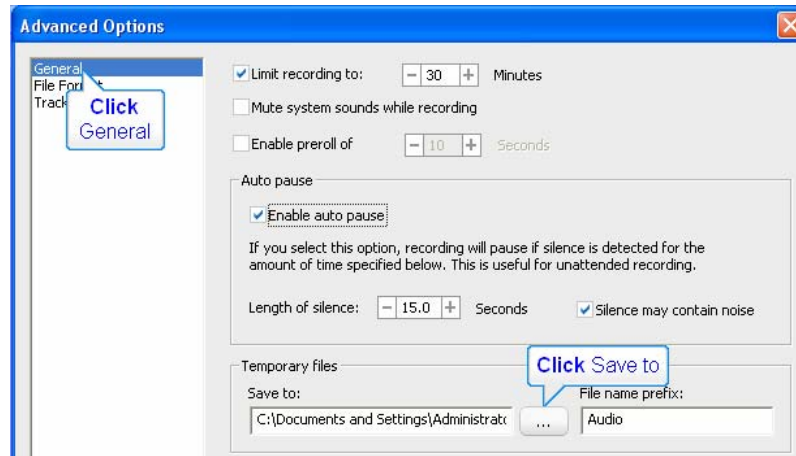 Advanced Options
General
File Format
Track
Click
General
Limit recording to: 30 Minutes
Mute system sounds while recording
Enable preroll of 10 Seconds
Auto pause
Enable auto pause
If you select this option, recording will pause if silence is detected for the
amount of time specified below. This is useful for unattended recording.
Length of silence: 15.0 Seconds Silence may contain noise
Temporary files
Click Save to
Save to: File name prefix:
C:\Documents and Settings\Administrato ... Audio